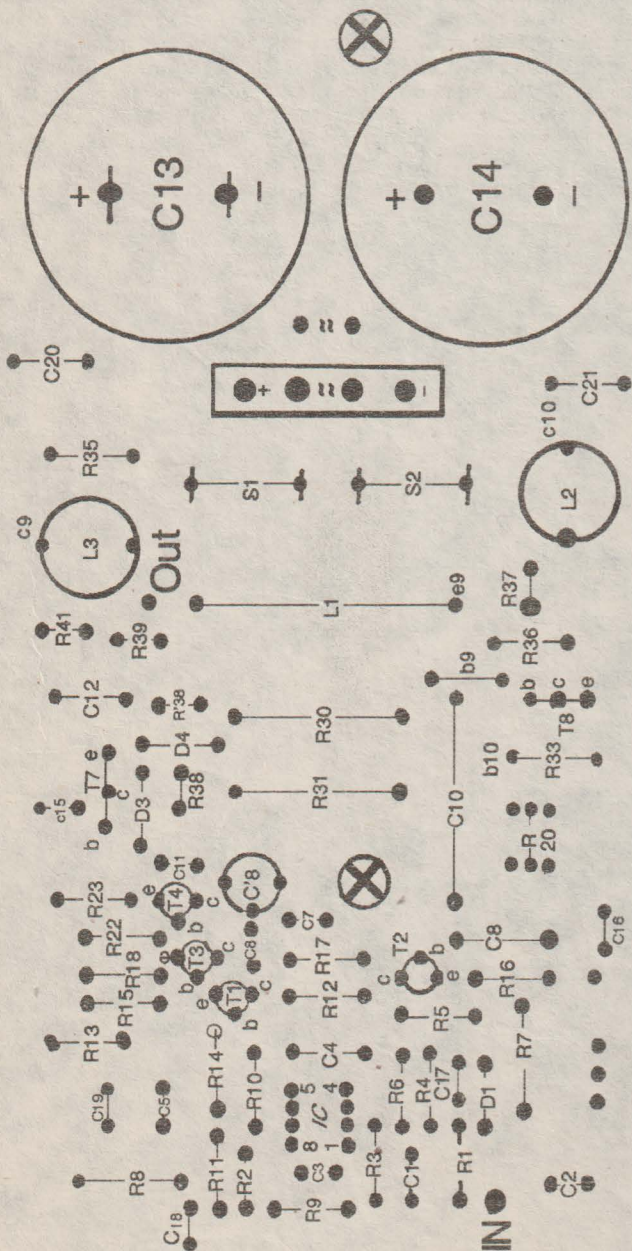 + C13 −
+ C14 −
≈
C20
+ ≈ −
C21
R35
S1
S2
c10
c9
L3
L2
Out
L1
e9
R37
R41
R39
R36
b9
C12
R'38
R30
b c e
T8
D4
b10
R33
e
T7
c
b
c15
D3
R38
R31
C10
R
20
C11
R23
e
T4
c
b
C'8
R22
C7
C8
C16
R18
e
T3
c
b
C8
R17
T2
c
b
e
R16
R15
e
T1
c
b
R12
R5
R13
R14
R7
C4
R10
C19
C5
5
4
IC
8
1
R6
R4
C17
D1
R8
R11
R2
C3
R3
C1
R1
C18
R9
IN
C2